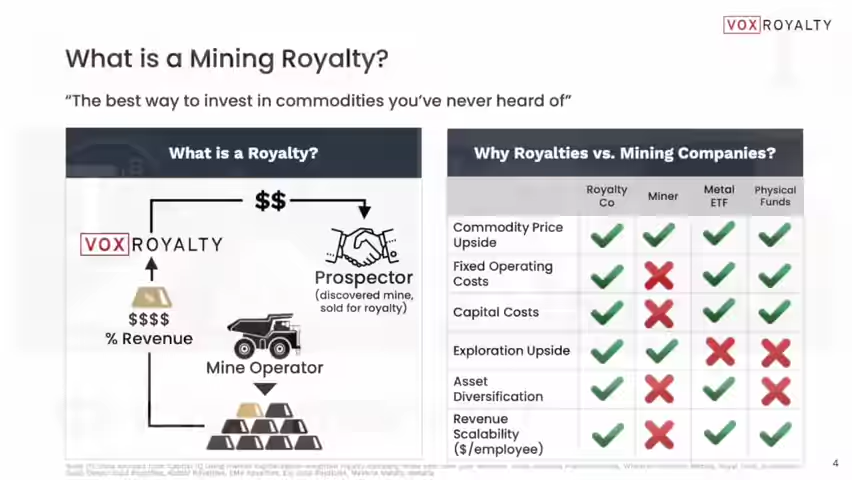 VOXROYALTY
What is a Mining Royalty?
“The best way to invest in commodities you’ve never heard of”
What is a Royalty?
$$
VOXROYALTY
Prospector
(discovered mine,
sold for royalty)
$$$$
% Revenue
Mine Operator
Why Royalties vs. Mining Companies?
Royalty
Co
Miner
Metal
ETF
Physical
Funds
Commodity Price
Upside
Fixed Operating
Costs
Capital Costs
Exploration Upside
Asset
Diversification
Revenue
Scalability
($/employee)
4